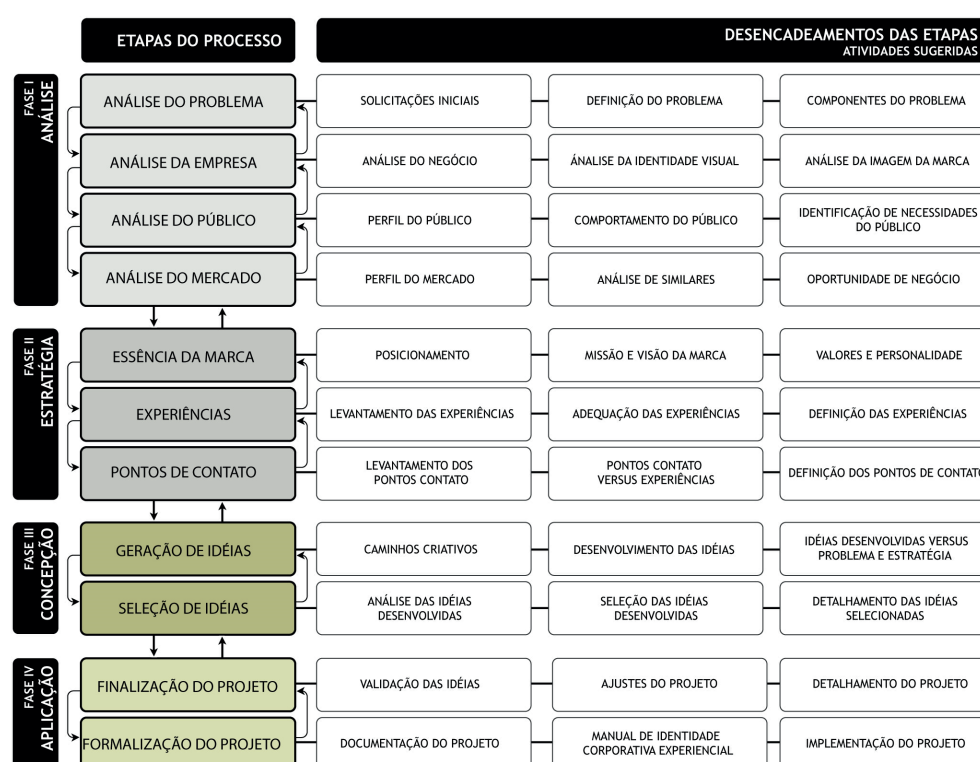 ETAPAS DO PROCESSO
DESENCADEAMENTOS DAS ETAPAS
ATIVIDADES SUGERIDAS
FASE I
ANÁLISE
ANÁLISE DO PROBLEMA
SOLICITAÇÕES INICIAIS
DEFINIÇÃO DO PROBLEMA
COMPONENTES DO PROBLEMA
ANÁLISE DA EMPRESA
ANÁLISE DO NEGÓCIO
ÁNALISE DA IDENTIDADE VISUAL
ANÁLISE DA IMAGEM DA MARCA
ANÁLISE DO PÚBLICO
PERFIL DO PÚBLICO
COMPORTAMENTO DO PÚBLICO
IDENTIFICAÇÃO DE NECESSIDADES
DO PÚBLICO
ANÁLISE DO MERCADO
PERFIL DO MERCADO
ANÁLISE DE SIMILARES
OPORTUNIDADE DE NEGÓCIO
FASE II
ESTRATÉGIA
ESSÊNCIA DA MARCA
POSICIONAMENTO
MISSÃO E VISÃO DA MARCA
VALORES E PERSONALIDADE
EXPERIÊNCIAS
LEVANTAMENTO DAS EXPERIÊNCIAS
ADEQUAÇÃO DAS EXPERIÊNCIAS
DEFINIÇÃO DAS EXPERIÊNCIAS
PONTOS DE CONTATO
LEVANTAMENTO DOS
PONTOS CONTATO
PONTOS CONTATO
VERSUS EXPERIÊNCIAS
DEFINIÇÃO DOS PONTOS DE CONTATO
FASE III
CONCEPÇÃO
GERAÇÃO DE IDÉIAS
CAMINHOS CRIATIVOS
DESENVOLVIMENTO DAS IDÉIAS
IDÉIAS DESENVOLVIDAS VERSUS
PROBLEMA E ESTRATÉGIA
SELEÇÃO DE IDÉIAS
ANÁLISE DAS IDÉIAS
DESENVOLVIDAS
SELEÇÃO DAS IDÉIAS
DESENVOLVIDAS
DETALHAMENTO DAS IDÉIAS
SELECIONADAS
FASE IV
APLICAÇÃO
FINALIZAÇÃO DO PROJETO
VALIDAÇÃO DAS IDÉIAS
AJUSTES DO PROJETO
DETALHAMENTO DO PROJETO
FORMALIZAÇÃO DO PROJETO
DOCUMENTAÇÃO DO PROJETO
MANUAL DE IDENTIDADE
CORPORATIVA EXPERIENCIAL
IMPLEMENTAÇÃO DO PROJETO